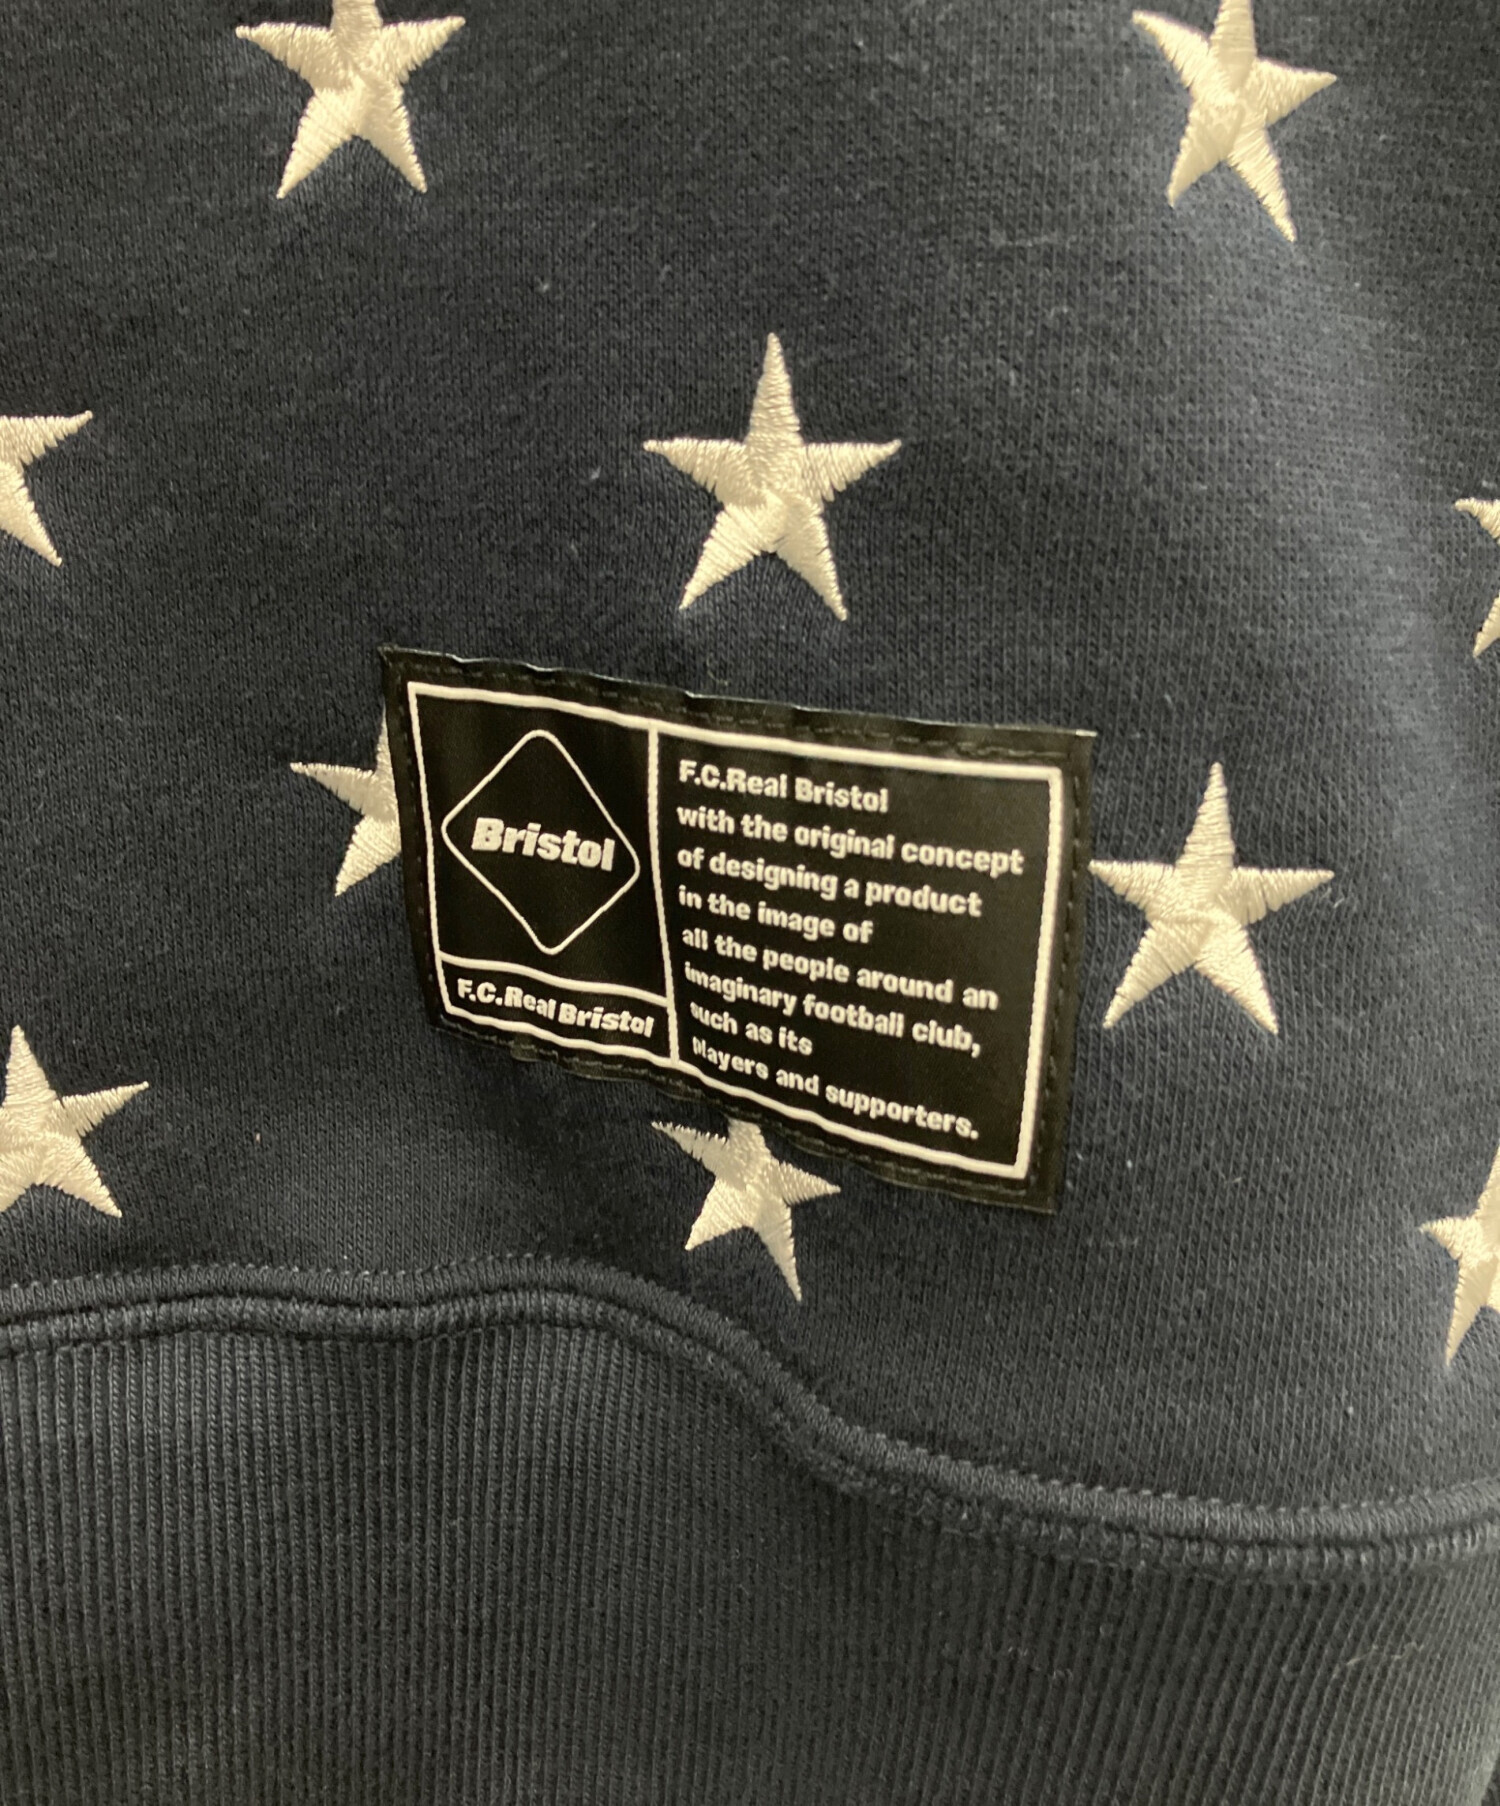 Bristol
F.C.Real Bristol
F.C.Real Bristol
with the original concept
of designing a product
in the image of
all the people around an
imaginary football club,
such as its
players and supporters.